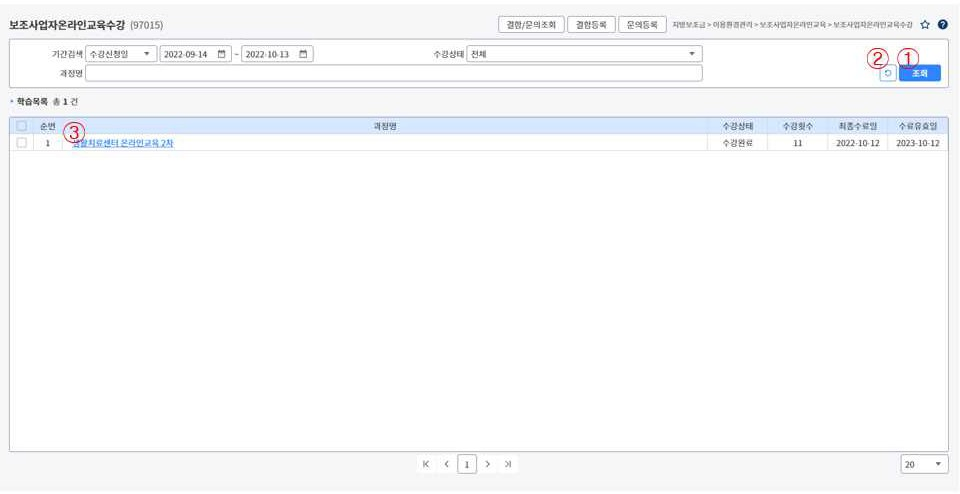 보조사업자온라인교육수강 (97015)
결함/문의조회 결함등록 문의등록 지방보조금 > 이용환경관리 > 보조사업자온라인교육 > 보조사업자온라인교육수강
기간검색 수강신청일 2022-09-14 ~ 2022-10-13 수강상태 전체
② ①
과정명 조회
학습목록 총 1 건
순번 과정명 수강상태 수강횟수 최종수료일 수료유효일
③
1 온라인교육 2차 수강완료 11 2022-10-12 2023-10-12
1
20